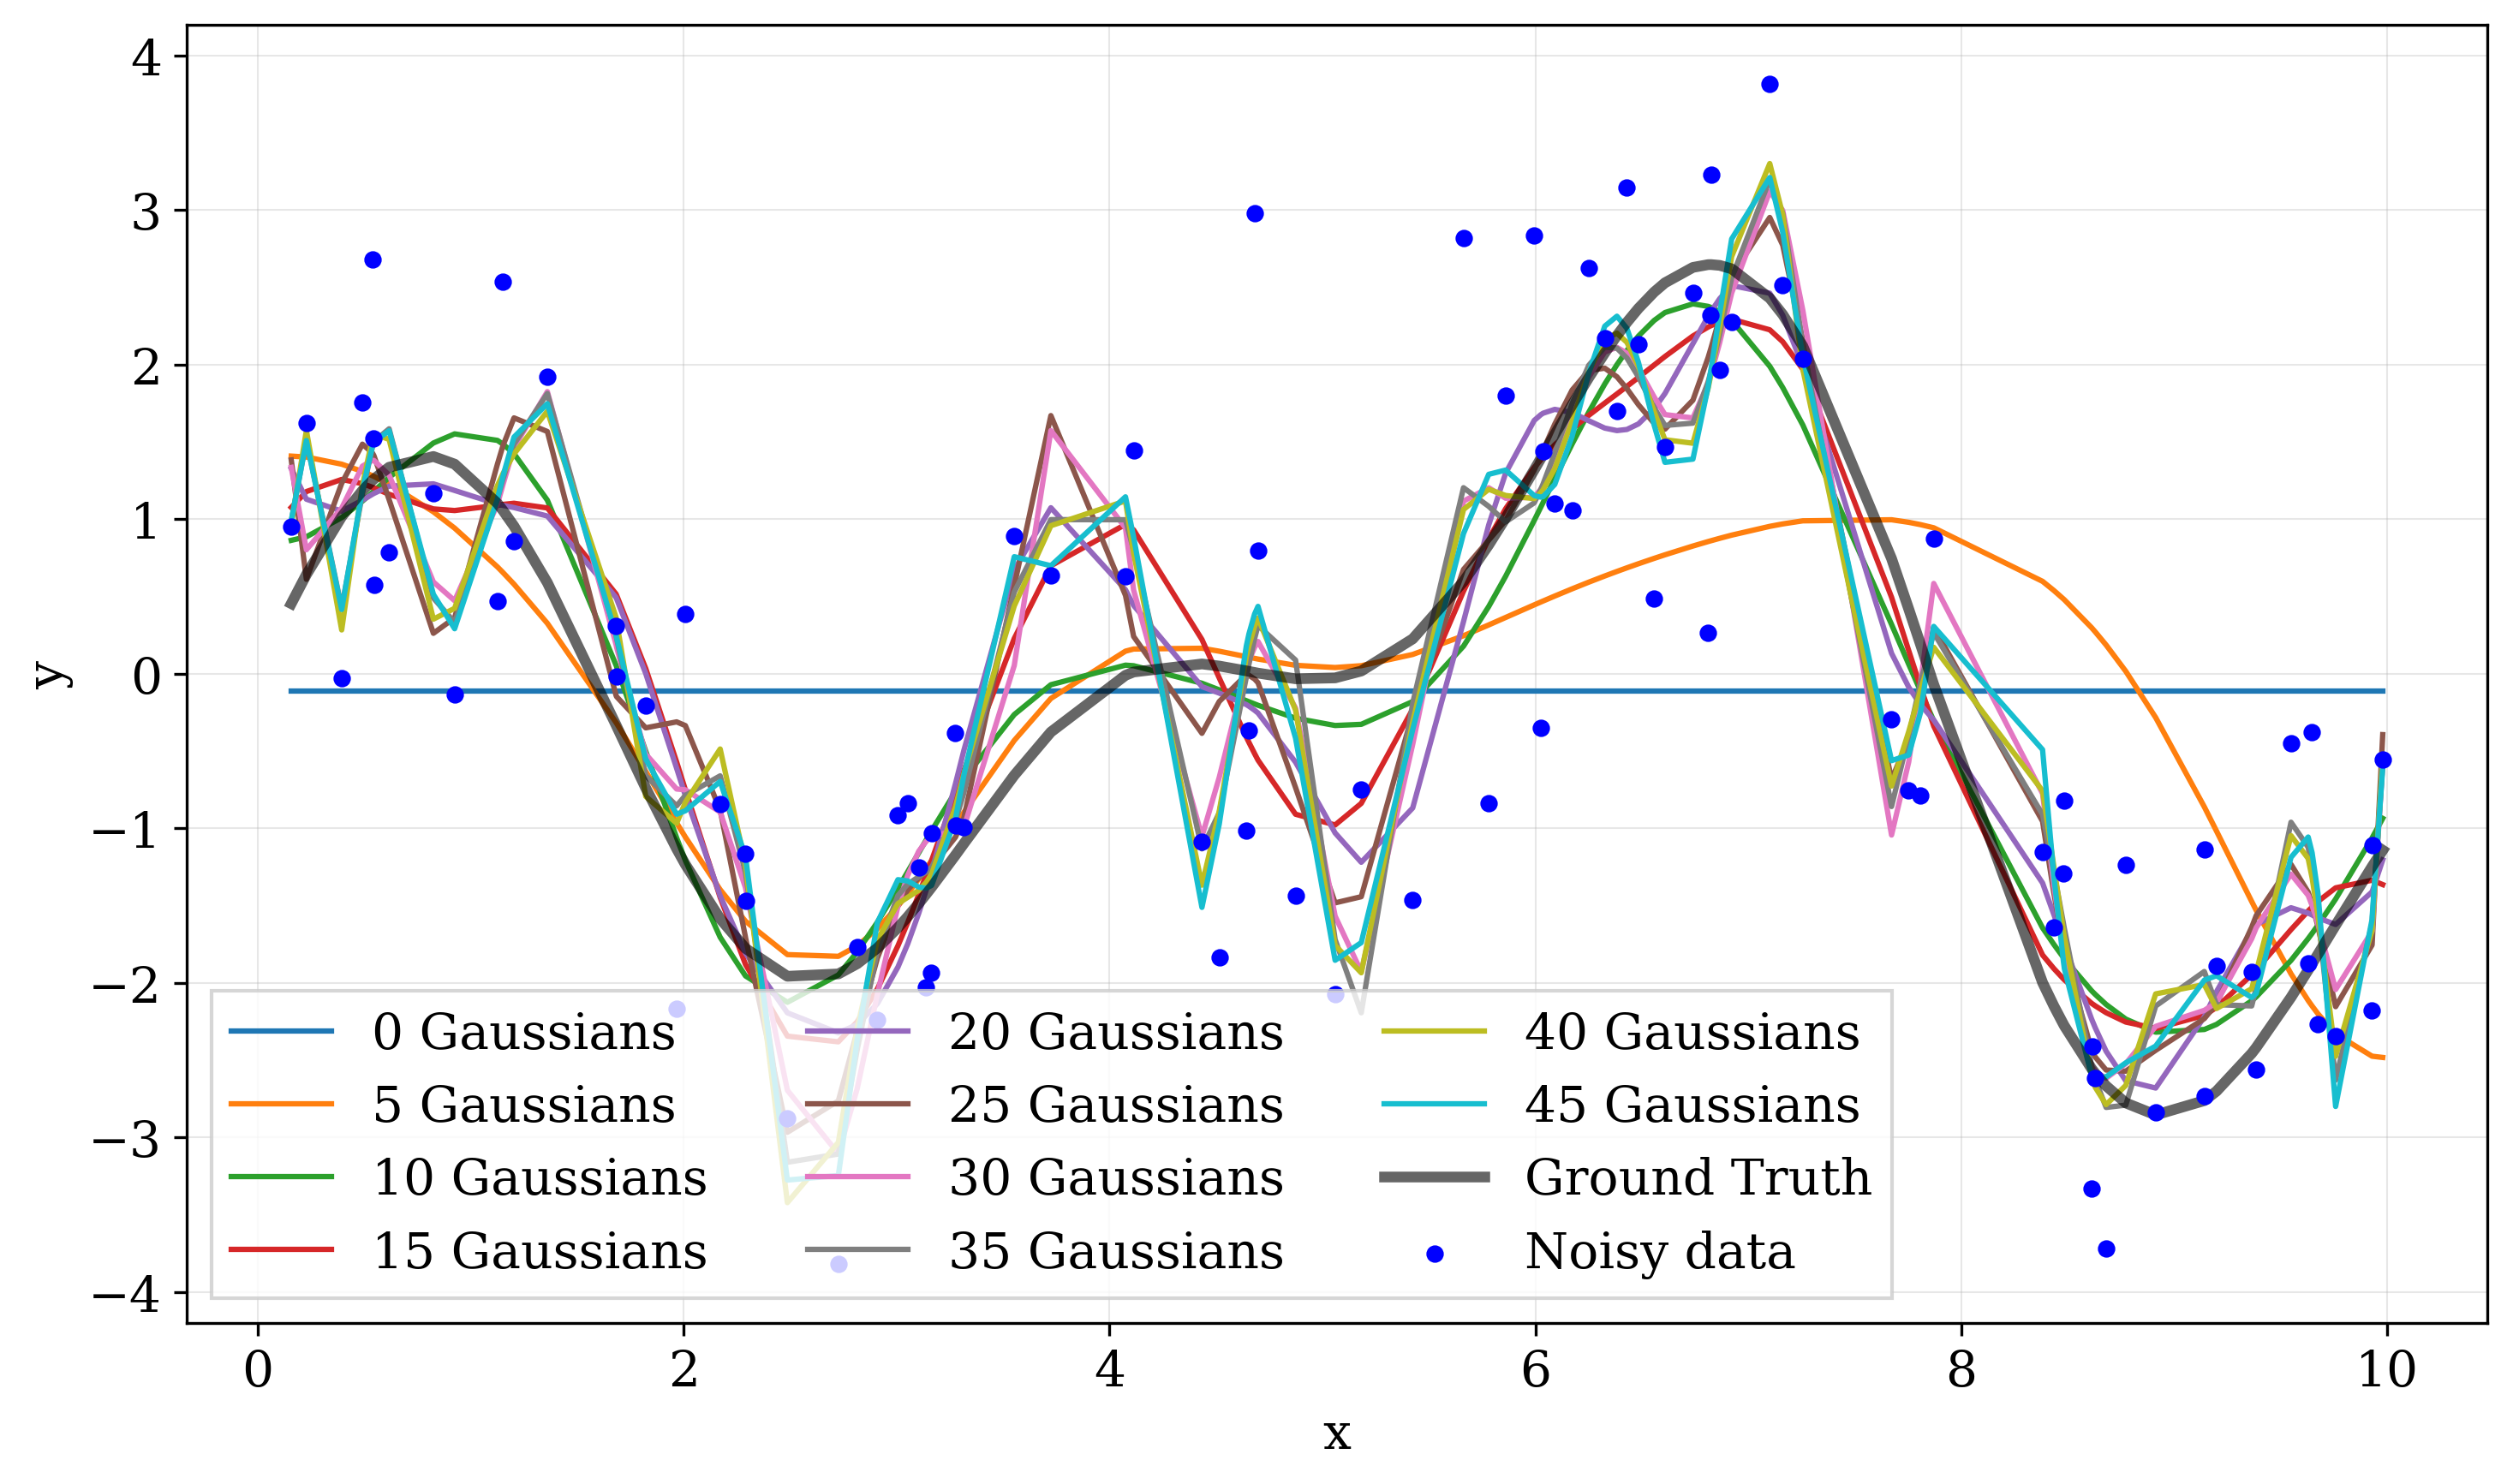 4
3
2
1
0
−1
−2
−3
−4
y
0 Gaussians
5 Gaussians
10 Gaussians
15 Gaussians
20 Gaussians
25 Gaussians
30 Gaussians
35 Gaussians
40 Gaussians
45 Gaussians
Ground Truth
Noisy data
0 2 4 6 8 10
x